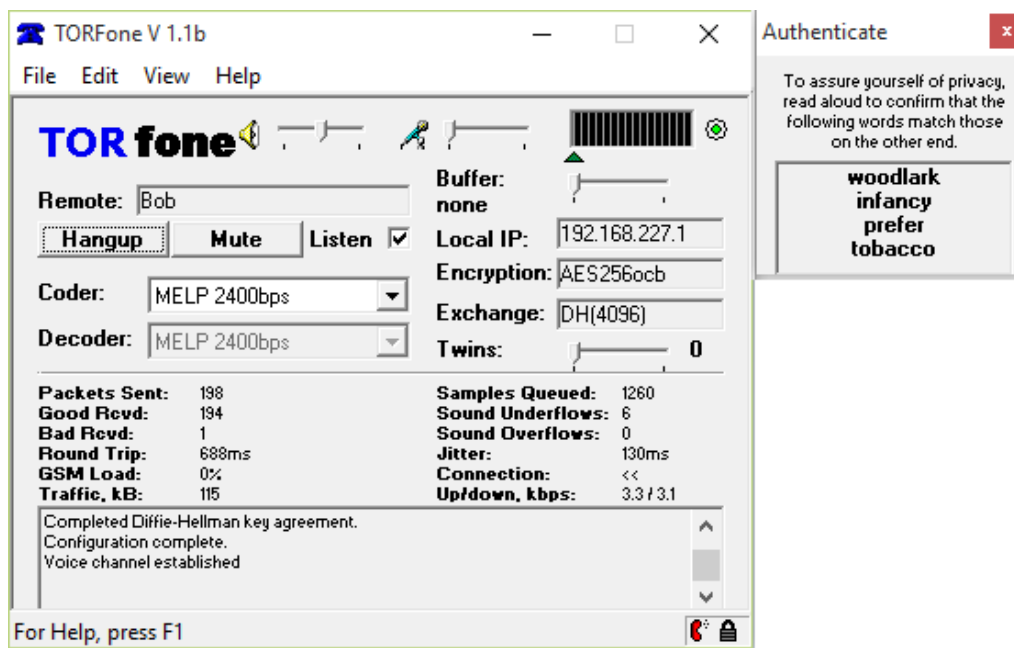 TORFone V 1.1b
File Edit View Help
TOR fone
Remote: Bob
Hangup Mute Listen
Coder: MELP 2400bps
Decoder: MELP 2400bps
Buffer:
none
Local IP: 192.168.227.1
Encryption: AES256ocb
Exchange: DH(4096)
Twins: 0
Packets Sent: 198
Good Rcvd: 194
Bad Rcvd: 1
Round Trip: 688ms
GSM Load: 0%
Traffic, kB: 115
Samples Queued: 1260
Sound Underflows: 6
Sound Overflows: 0
Jitter: 130ms
Connection: <<
Up/down, kbps: 3.3 / 3.1
Completed Diffie-Hellman key agreement.
Configuration complete.
Voice channel established
For Help, press F1
Authenticate x
To assure yourself of privacy,
read aloud to confirm that the
following words match those
on the other end.
woodlark
infancy
prefer
tobacco